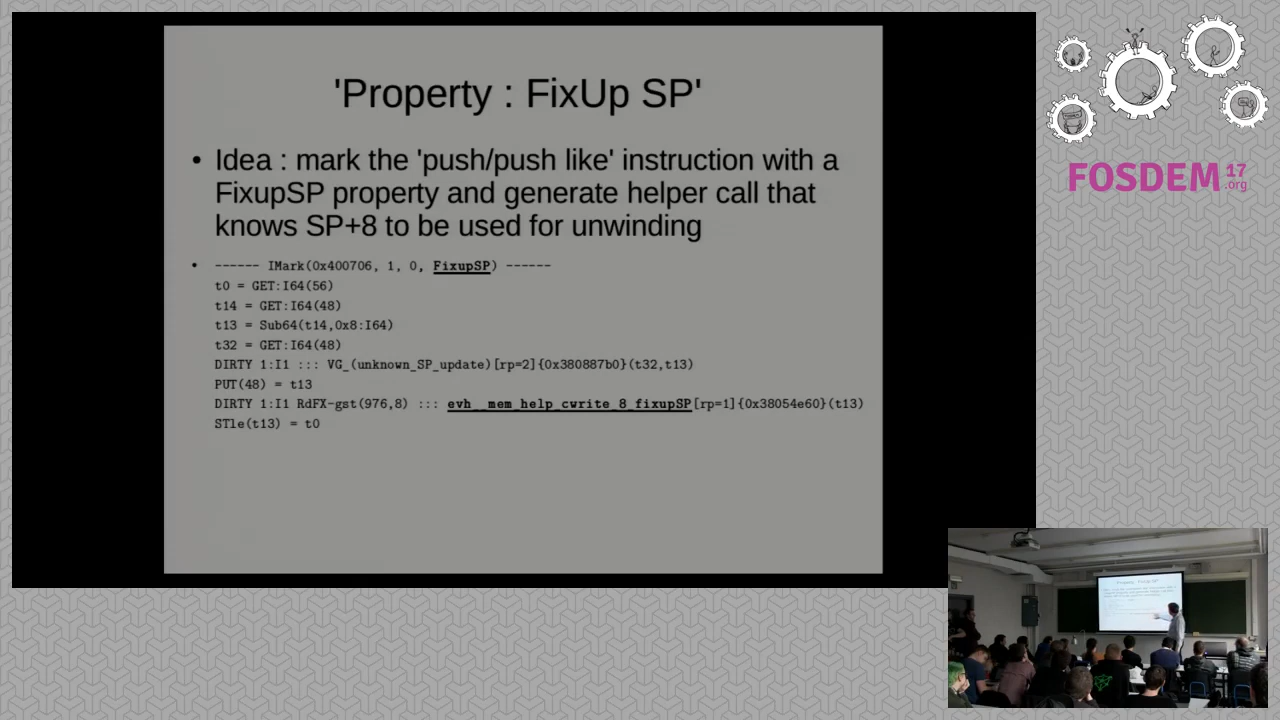 'Property : FixUp SP'
• Idea : mark the 'push/push like' instruction with a
FixupSP property and generate helper call that
knows SP+8 to be used for unwinding
• ------ IMark(0x400706, 1, 0, FixupSP) ------
t0 = GET:I64(56)
t14 = GET:I64(48)
t13 = Sub64(t14,0x8:I64)
t32 = GET:I64(48)
DIRTY 1:I1 ::: VG_(unknown_SP_update)[rp=2]{0x380887b0}(t32,t13)
PUT(48) = t13
DIRTY 1:I1 RdFX-gst(976,8) ::: evh__mem_help_cwrite_8_fixupSP[rp=1]{0x38054e60}(t13)
STle(t13) = t0
FOSDEM 17
.org